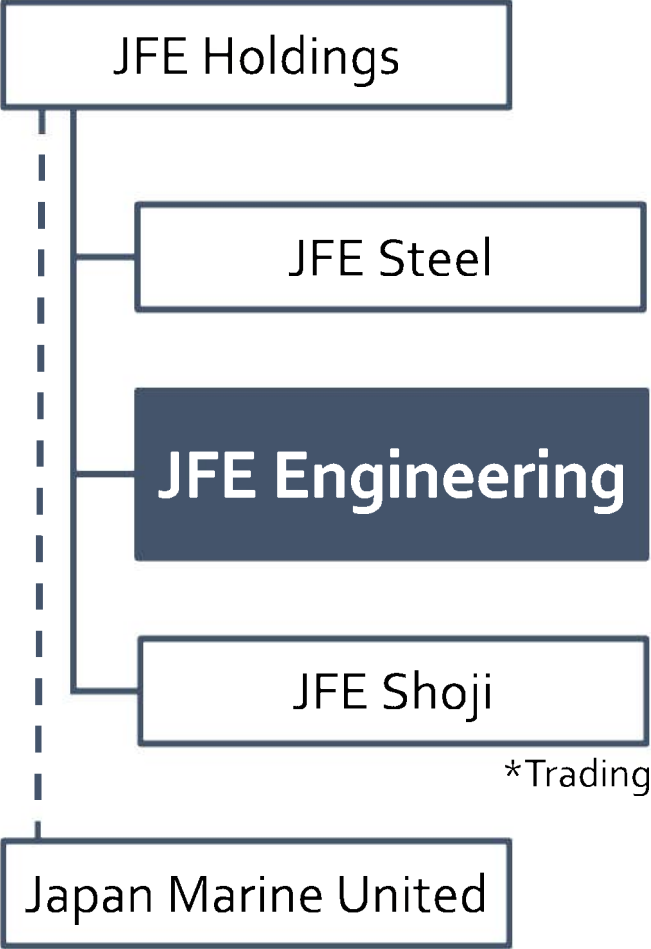 JFE Holdings
JFE Steel
JFE Engineering
JFE Shoji
*Trading
Japan Marine United